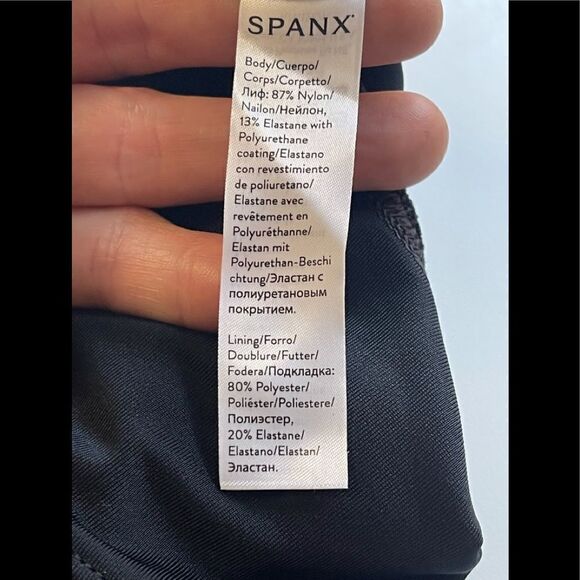 SPANX
Body/Cuerpo/
Corps/Corpetto/
Лиф: 87% Nylon/
Nailon/Нейлон,
13% Elastane with
Polyurethane
coating/Elastano
con revestimiento
de poliuretano/
Elastane avec
revêtement en
Polyuréthanne/
Elastan mit
Polyurethan-Beschi
chtung/Эластан с
полиуретановым
покрытием.
Lining/Forro/
Doublure/Futter/
Fodera/Подкладка:
80% Polyester/
Poliéster/Poliestere/
Полиэстер,
20% Elastane/
Elastano/Elastan/
Эластан.